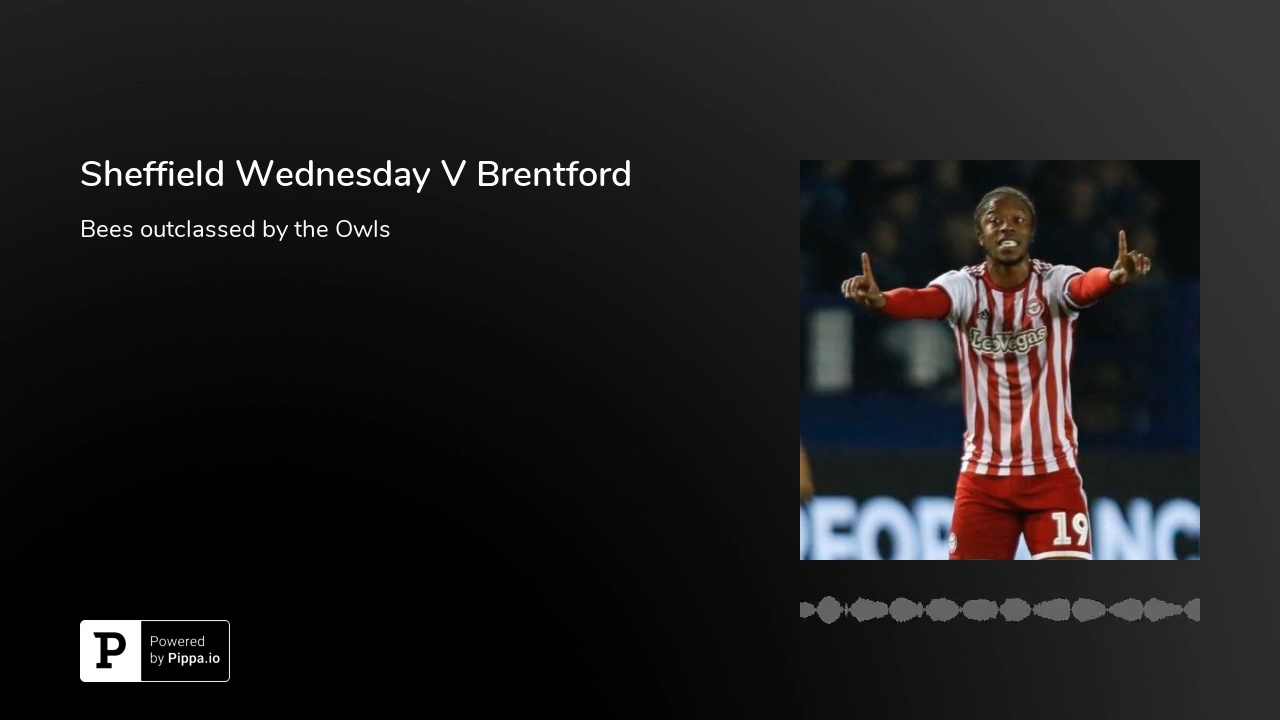 Sheffield Wednesday V Brentford
Bees outclassed by the Owls
LeoVegas
19
P
Powered
by Pippa.io